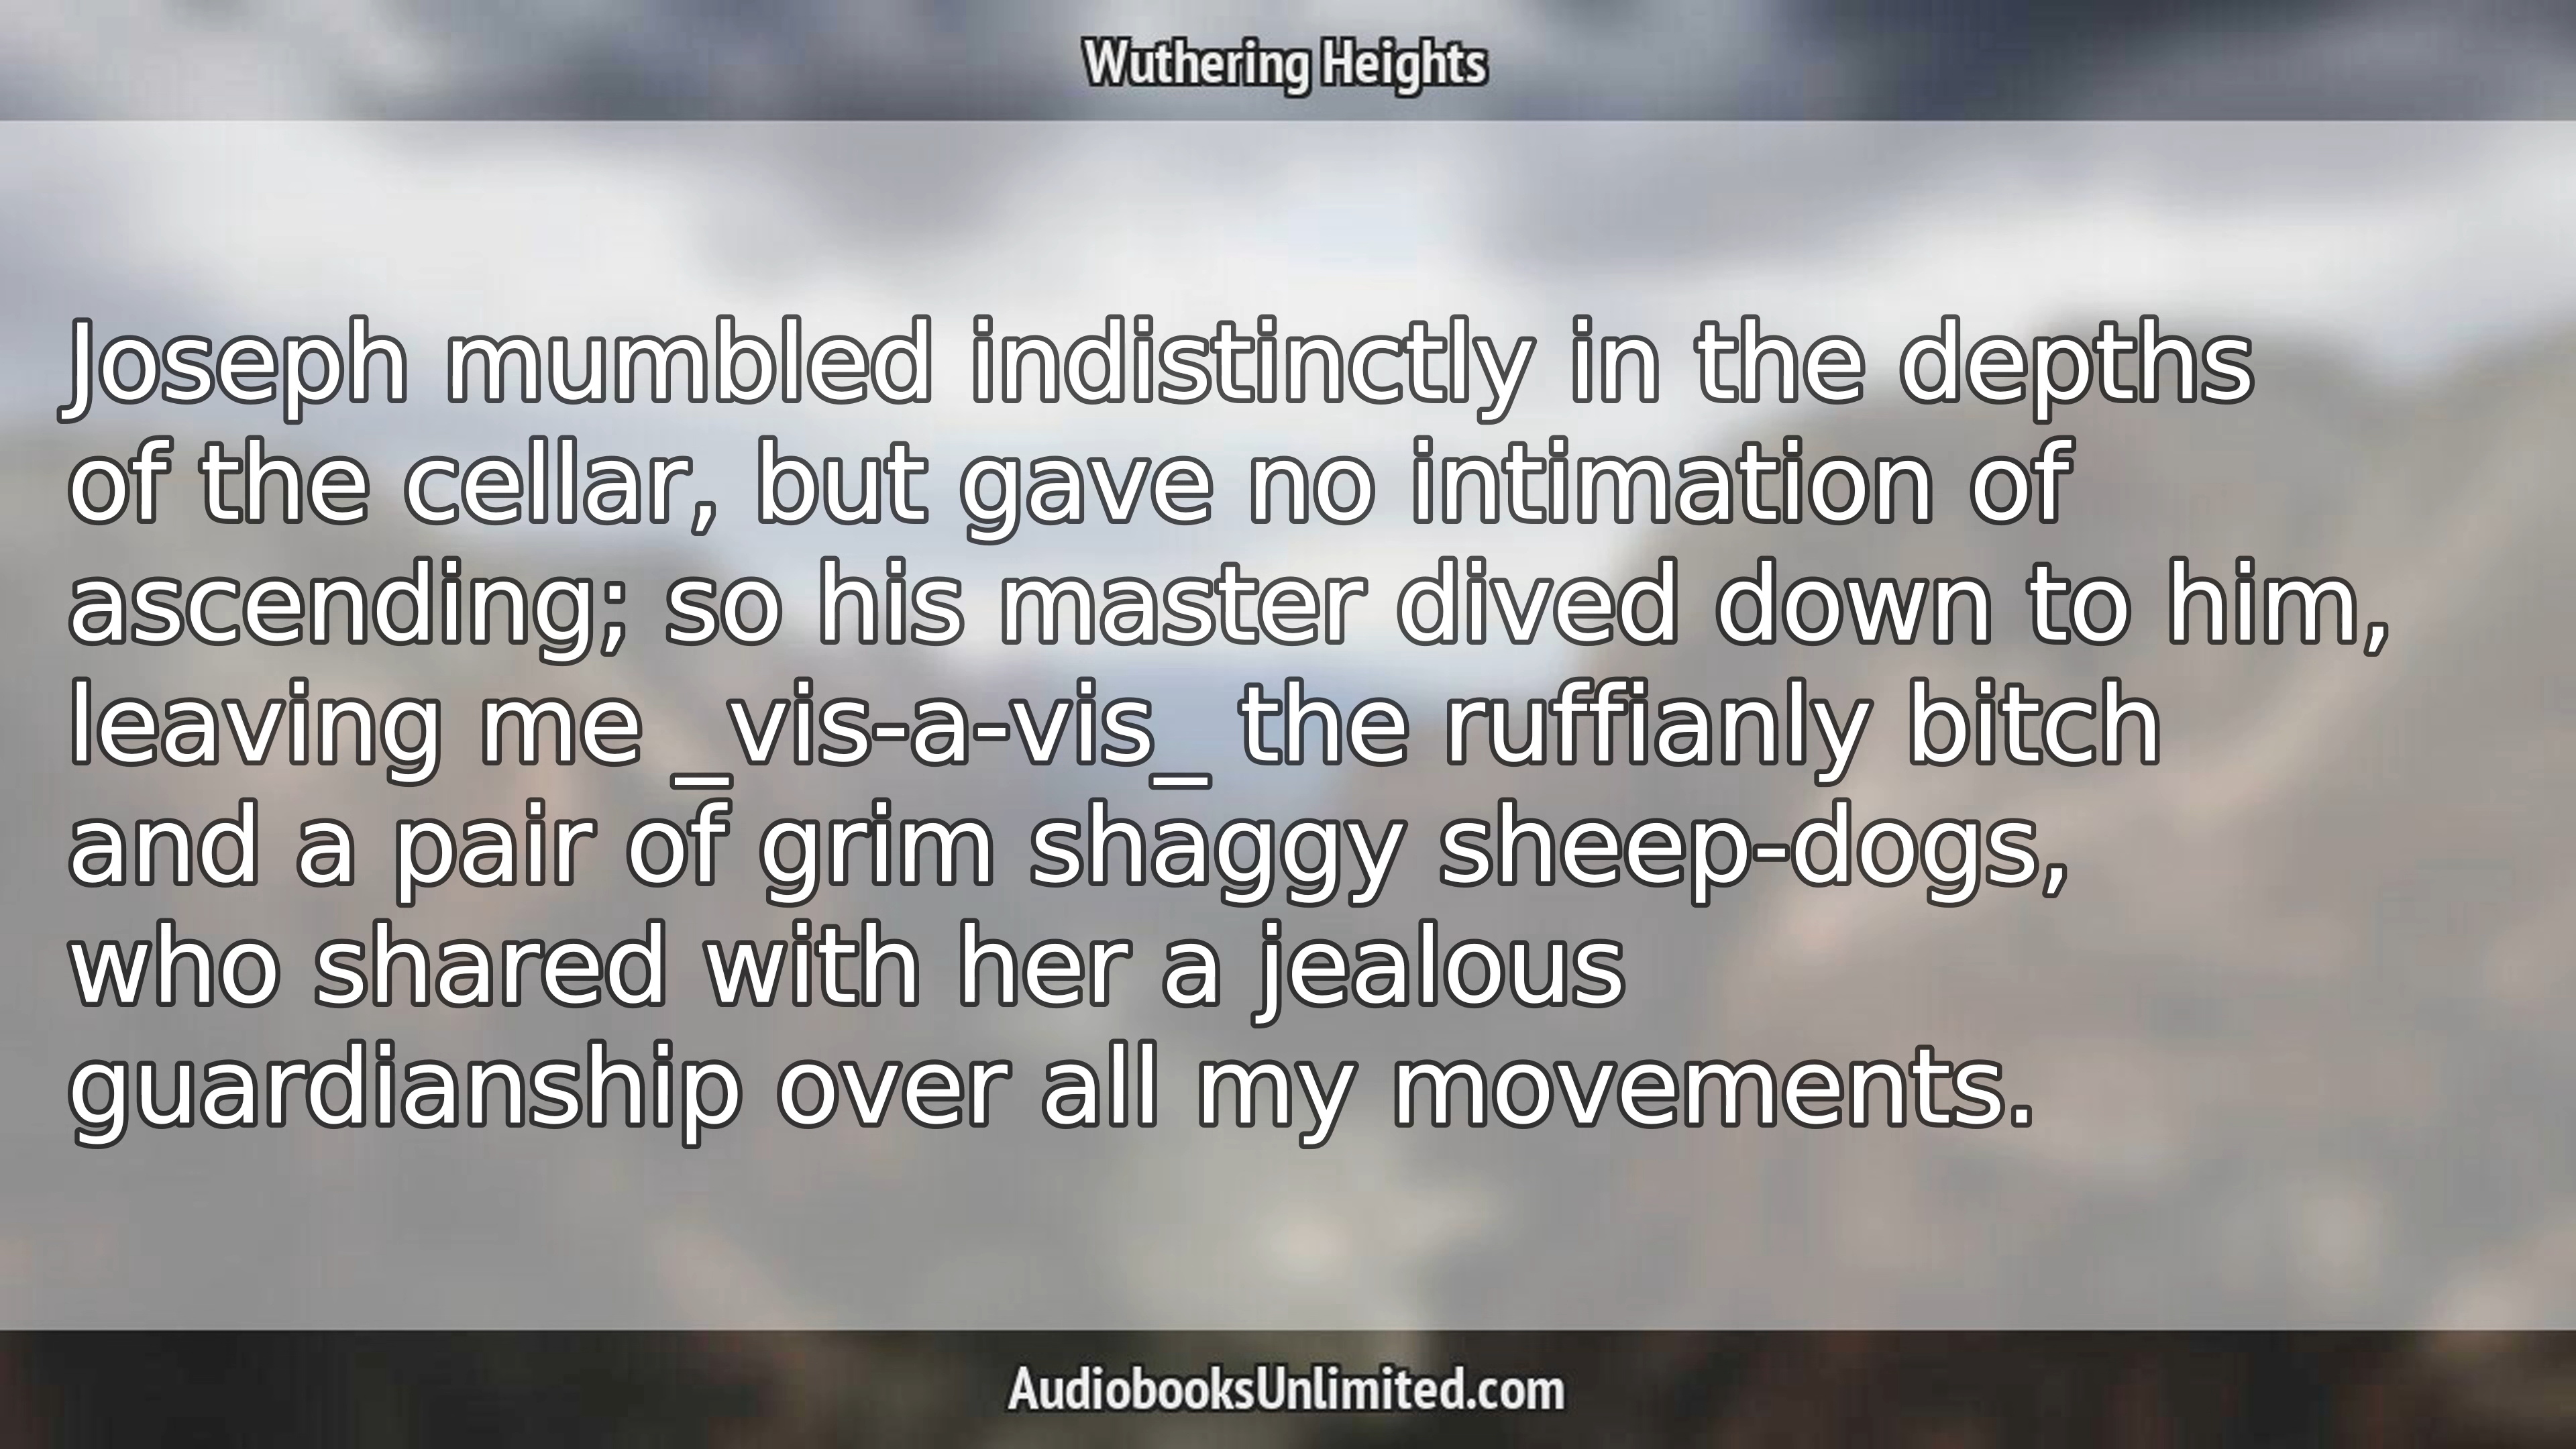 Wuthering Heights
Joseph mumbled indistinctly in the depths
of the cellar, but gave no intimation of
ascending; so his master dived down to him,
leaving me _vis-a-vis_ the ruffianly bitch
and a pair of grim shaggy sheep-dogs,
who shared with her a jealous
guardianship over all my movements.
AudiobooksUnlimited.com